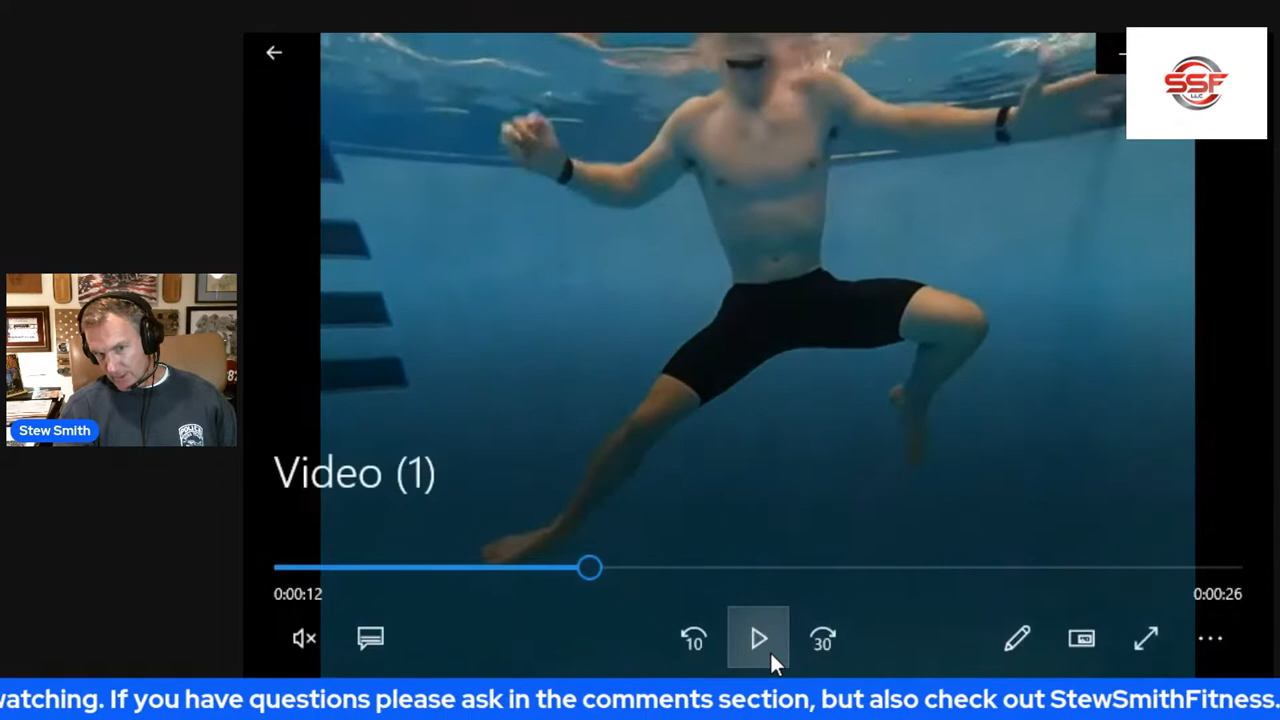 SSF
LLC
Stew Smith
Video (1)
0:00:12
0:00:26
10
30
watching. If you have questions please ask in the comments section, but also check out StewSmithFitness.